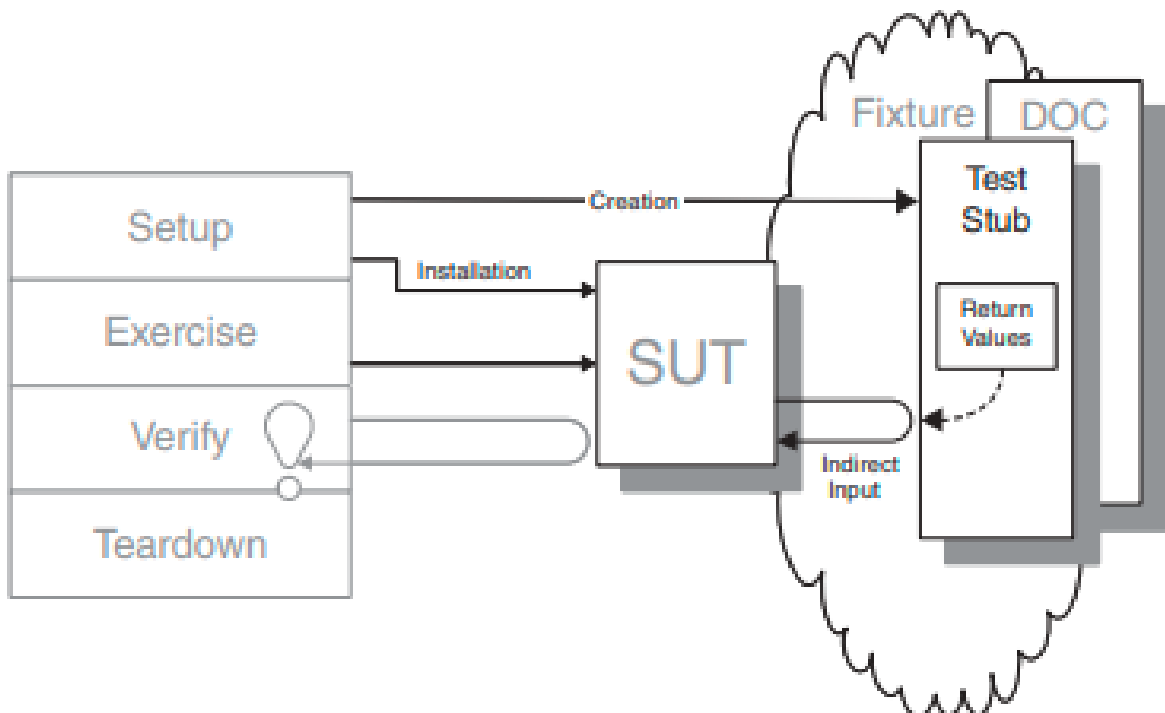 Fixture
DOC
Test
Stub
Setup
Creation
Installation
Return
Values
Exercise
SUT
Verify
Indirect
Input
Teardown